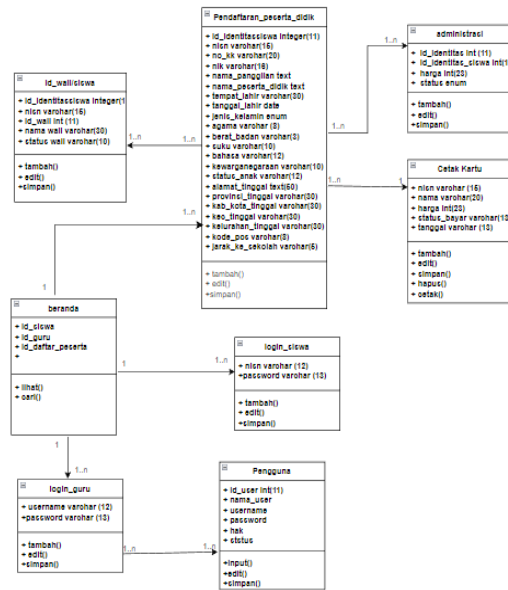 Pendaftaran_peserta_didik
+ id_identitassiswa integer(11)
+ nisn varchar(15)
+ no_kk varchar(20)
+ nik varchar(16)
+ nama_panggilan text
+ nama_peserta_didik text
+ tempat_lahir varchar(30)
+ tanggal_lahir date
+ jenis_kelamin enum
+ agama varchar (8)
+ berat_badan varchar(3)
+ suku varchar(10)
+ bahasa varchar(12)
+ kewarganegaraan varchar(10)
+ status_anak varchar(12)
+ alamat_tinggal text(50)
+ provinsi_tinggal varchar(30)
+ kab_kota_tinggal varchar(30)
+ kec_tinggal varchar(30)
+ kelurahan_tinggal varchar(30)
+ kode_pos varchar(8)
+ jarak_ke_sekolah varchar(5)
+ tambah()
+ edit()
+simpan()
administrasi
+ id_identitas int (11)
+ id_identitas_siswa int(11)
+ harga int(23)
+ status enum
+tambah()
+edit()
+simpan()
id_wali/siswa
+ id_identitassiswa integer(1
+ nisn varchar(15)
+ id_wali int (11)
+ nama wali varchar(30)
+ status wali varchar(10)
+tambah()
+edit()
+simpan()
Cetak Kartu
+ nisn varchar (15)
+ nama varchar(20)
+ harga int(23)
+ status_bayar varchar(13
+ tanggal varchar (13)
+ tambah()
+ edit()
+ simpan()
+ hapus()
+ cetak()
1..n
1..n
1..n
1..n
1..n
1
1..n
1
beranda
+ id_siswa
+ id_guru
+ id_daftar_peserta
+
+ lihat()
+ cari()
1
1..n
login_siswa
+ nisn varchar (12)
+password varchar (13)
+tambah()
+edit()
+simpan()
1
1..n
login_guru
+ username varchar (12)
+password varchar (13)
+tambah()
+edit()
+simpan()
1..n
1..n
Pengguna
+ id_user int(11)
+ nama_user
+ username
+ password
+ hak
+ ststus
+input()
+edit()
+simpan()